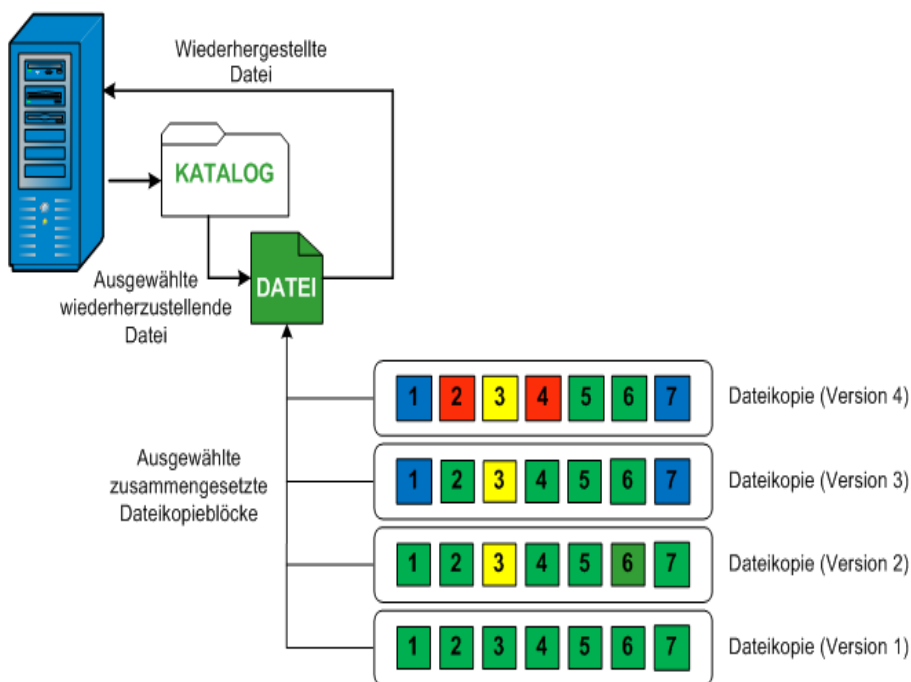 Wiederhergestellte
Datei
KATALOG
DATEI
Ausgewählte
wiederherzustellende
Datei
1 2 3 4 5 6 7 Dateikopie (Version 4)
Ausgewählte
zusammengesetzte
Dateikopieblöcke
1 2 3 4 5 6 7 Dateikopie (Version 3)
1 2 3 4 5 6 7 Dateikopie (Version 2)
1 2 3 4 5 6 7 Dateikopie (Version 1)